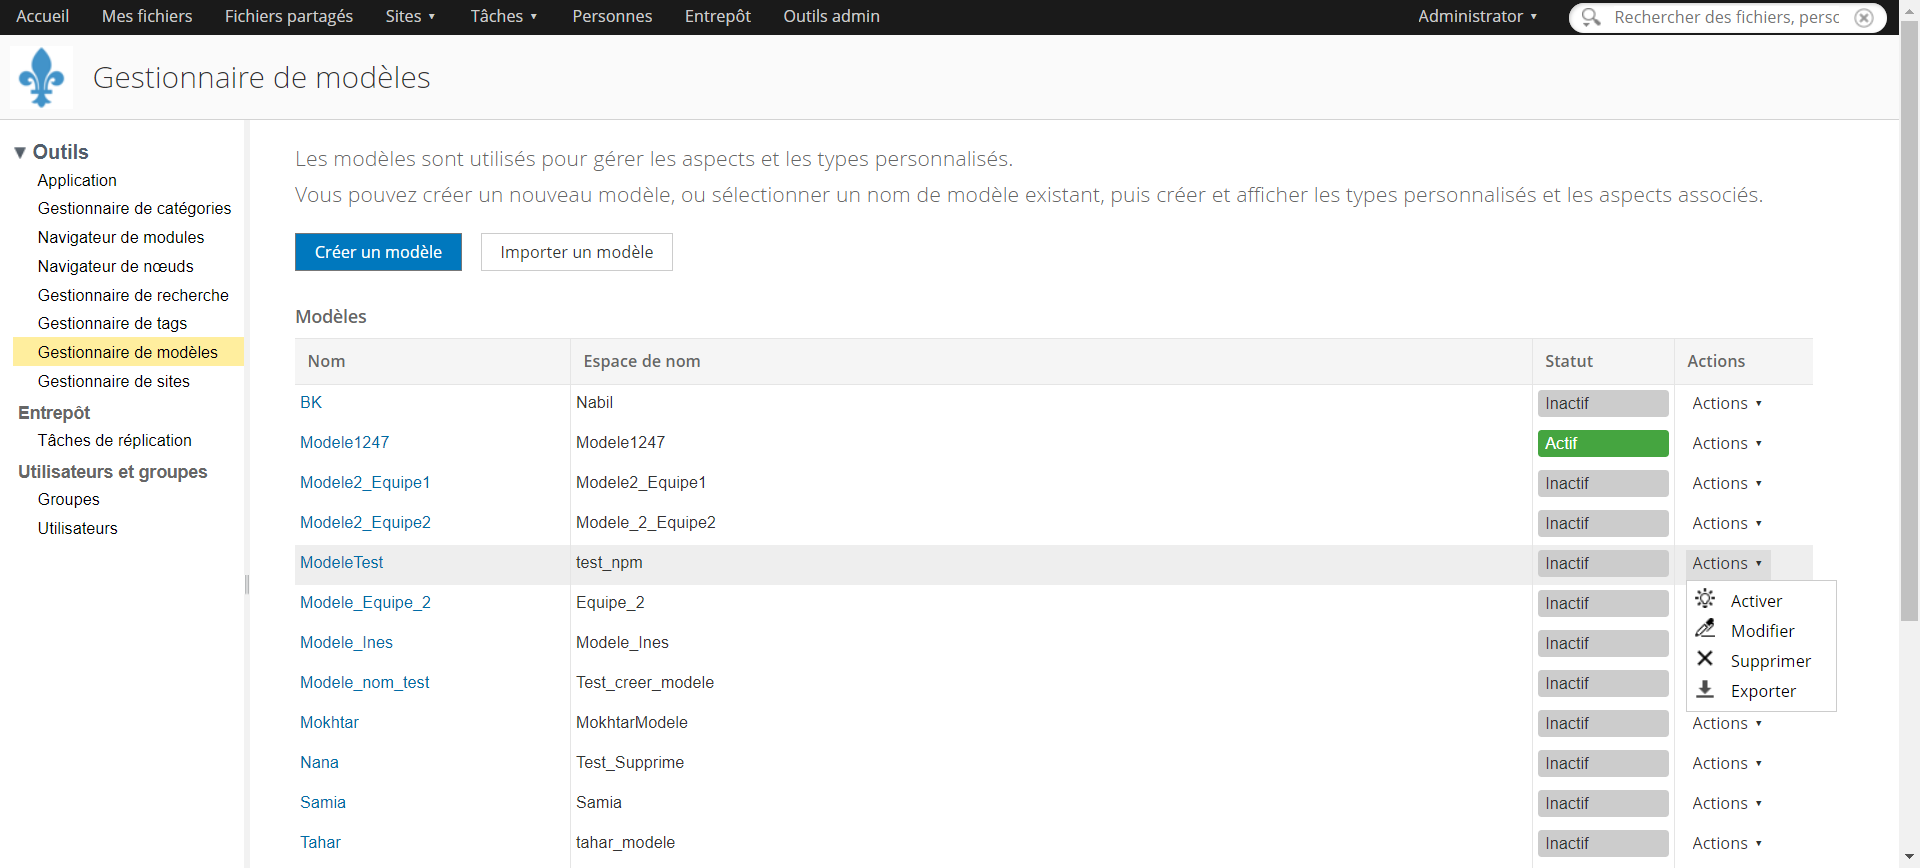 Accueil Mes fichiers Fichiers partagés Sites ▼ Tâches ▼ Personnes Entrepôt Outils admin Administrator ▼ Rechercher des fichiers, persc
Gestionnaire de modèles
▼ Outils
Application
Gestionnaire de catégories
Navigateur de modules
Navigateur de nœuds
Gestionnaire de recherche
Gestionnaire de tags
Gestionnaire de modèles
Gestionnaire de sites
Entrepôt
Tâches de réplication
Utilisateurs et groupes
Groupes
Utilisateurs
Les modèles sont utilisés pour gérer les aspects et les types personnalisés.
Vous pouvez créer un nouveau modèle, ou sélectionner un nom de modèle existant, puis créer et afficher les types personnalisés et les aspects associés.
Créer un modèle Importer un modèle
Modèles
Nom Espace de nom Statut Actions
BK Nabil Inactif Actions ▼
Modele1247 Modele1247 Actif Actions ▼
Modele2_Equipe1 Modele2_Equipe1 Inactif Actions ▼
Modele2_Equipe2 Modele_2_Equipe2 Inactif Actions ▼
ModeleTest test_npm Inactif Actions ▼
Modele_Equipe_2 Equipe_2 Inactif Activer
Modele_Ines Modele_Ines Inactif Modifier
Supprimer
Modele_nom_test Test_creer_modele Inactif Exporter
Mokhtar MokhtarModele Inactif Actions ▼
Nana Test_Supprime Inactif Actions ▼
Samia Samia Inactif Actions ▼
Tahar tahar_modele Inactif Actions ▼